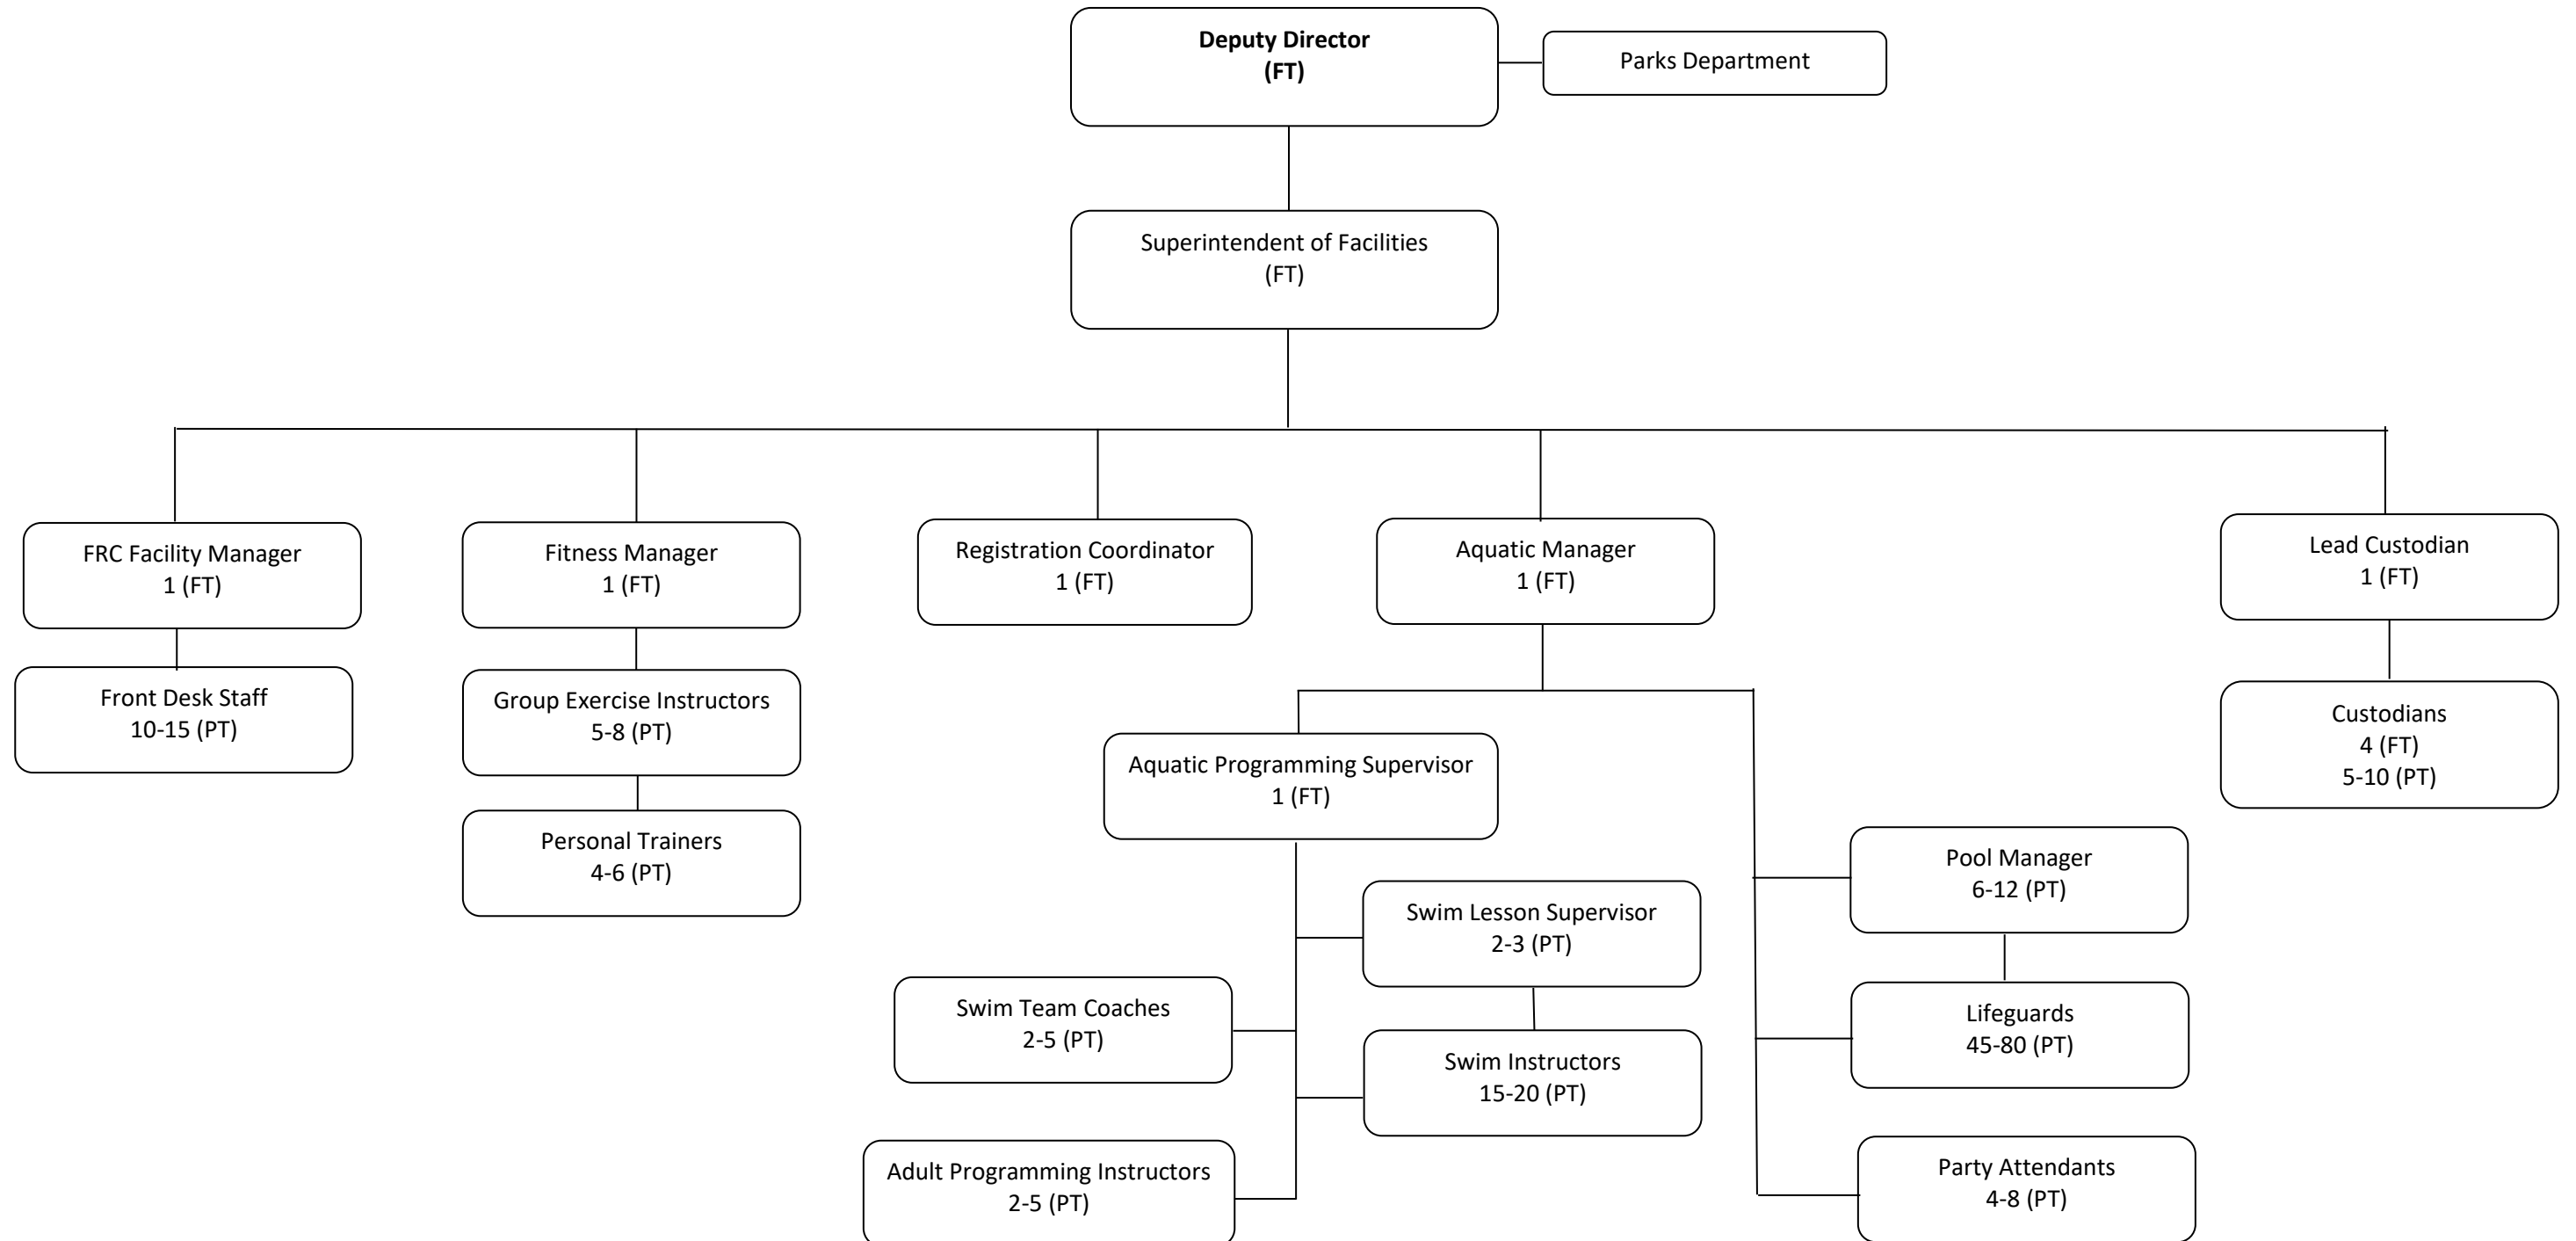 Deputy Director
(FT)
Parks Department
Superintendent of Facilities
(FT)
FRC Facility Manager
1 (FT)
Fitness Manager
1 (FT)
Registration Coordinator
1 (FT)
Aquatic Manager
1 (FT)
Lead Custodian
1 (FT)
Front Desk Staff
10-15 (PT)
Group Exercise Instructors
5-8 (PT)
Custodians
4 (FT)
5-10 (PT)
Aquatic Programming Supervisor
1 (FT)
Personal Trainers
4-6 (PT)
Pool Manager
6-12 (PT)
Swim Lesson Supervisor
2-3 (PT)
Swim Team Coaches
2-5 (PT)
Lifeguards
45-80 (PT)
Swim Instructors
15-20 (PT)
Adult Programming Instructors
2-5 (PT)
Party Attendants
4-8 (PT)